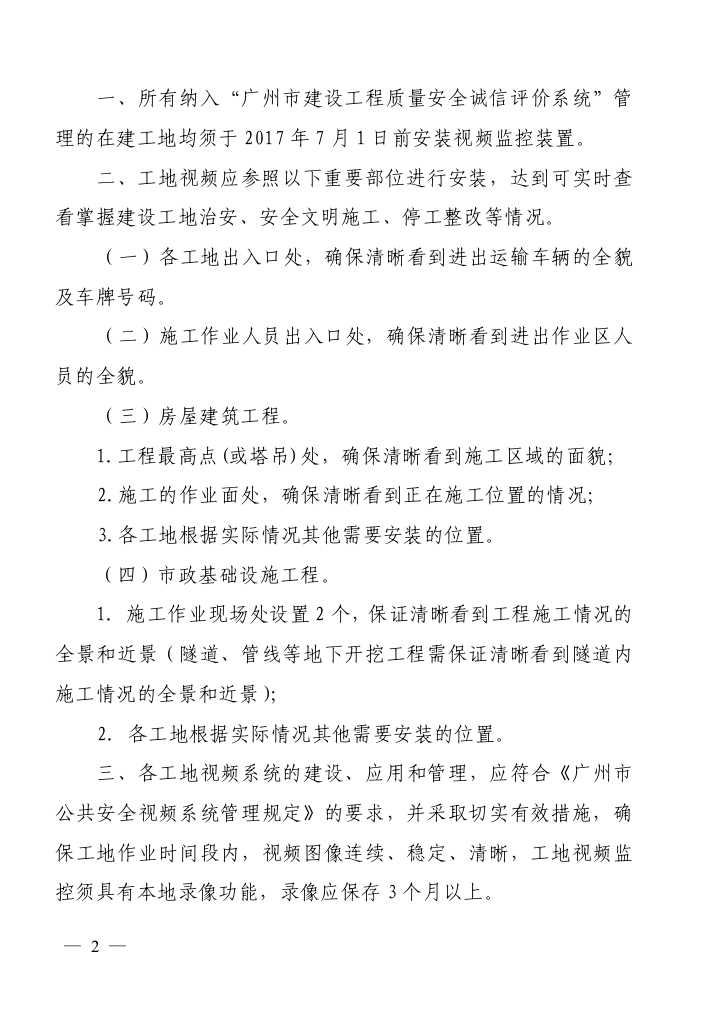 一、所有纳入“广州市建设工程质量安全诚信评价系统”管
理的在建工地均须于 2017 年 7 月 1 日前安装视频监控装置。
二、工地视频应参照以下重要部位进行安装，达到可实时查
看掌握建设工地治安、安全文明施工、停工整改等情况。
（一）各工地出入口处，确保清晰看到进出运输车辆的全貌
及车牌号码。
（二）施工作业人员出入口处，确保清晰看到进出作业区人
员的全貌。
（三）房屋建筑工程。
1.工程最高点(或塔吊)处，确保清晰看到施工区域的面貌；
2.施工的作业面处，确保清晰看到正在施工位置的情况；
3.各工地根据实际情况其他需要安装的位置。
（四）市政基础设施工程。
1. 施工作业现场处设置 2 个，保证清晰看到工程施工情况的
全景和近景（隧道、管线等地下开挖工程需保证清晰看到隧道内
施工情况的全景和近景)；
2. 各工地根据实际情况其他需要安装的位置。
三、各工地视频系统的建设、应用和管理，应符合《广州市
公共安全视频系统管理规定》的要求，并采取切实有效措施，确
保工地作业时间段内，视频图像连续、稳定、清晰，工地视频监
控须具有本地录像功能，录像应保存 3 个月以上。
— 2 —